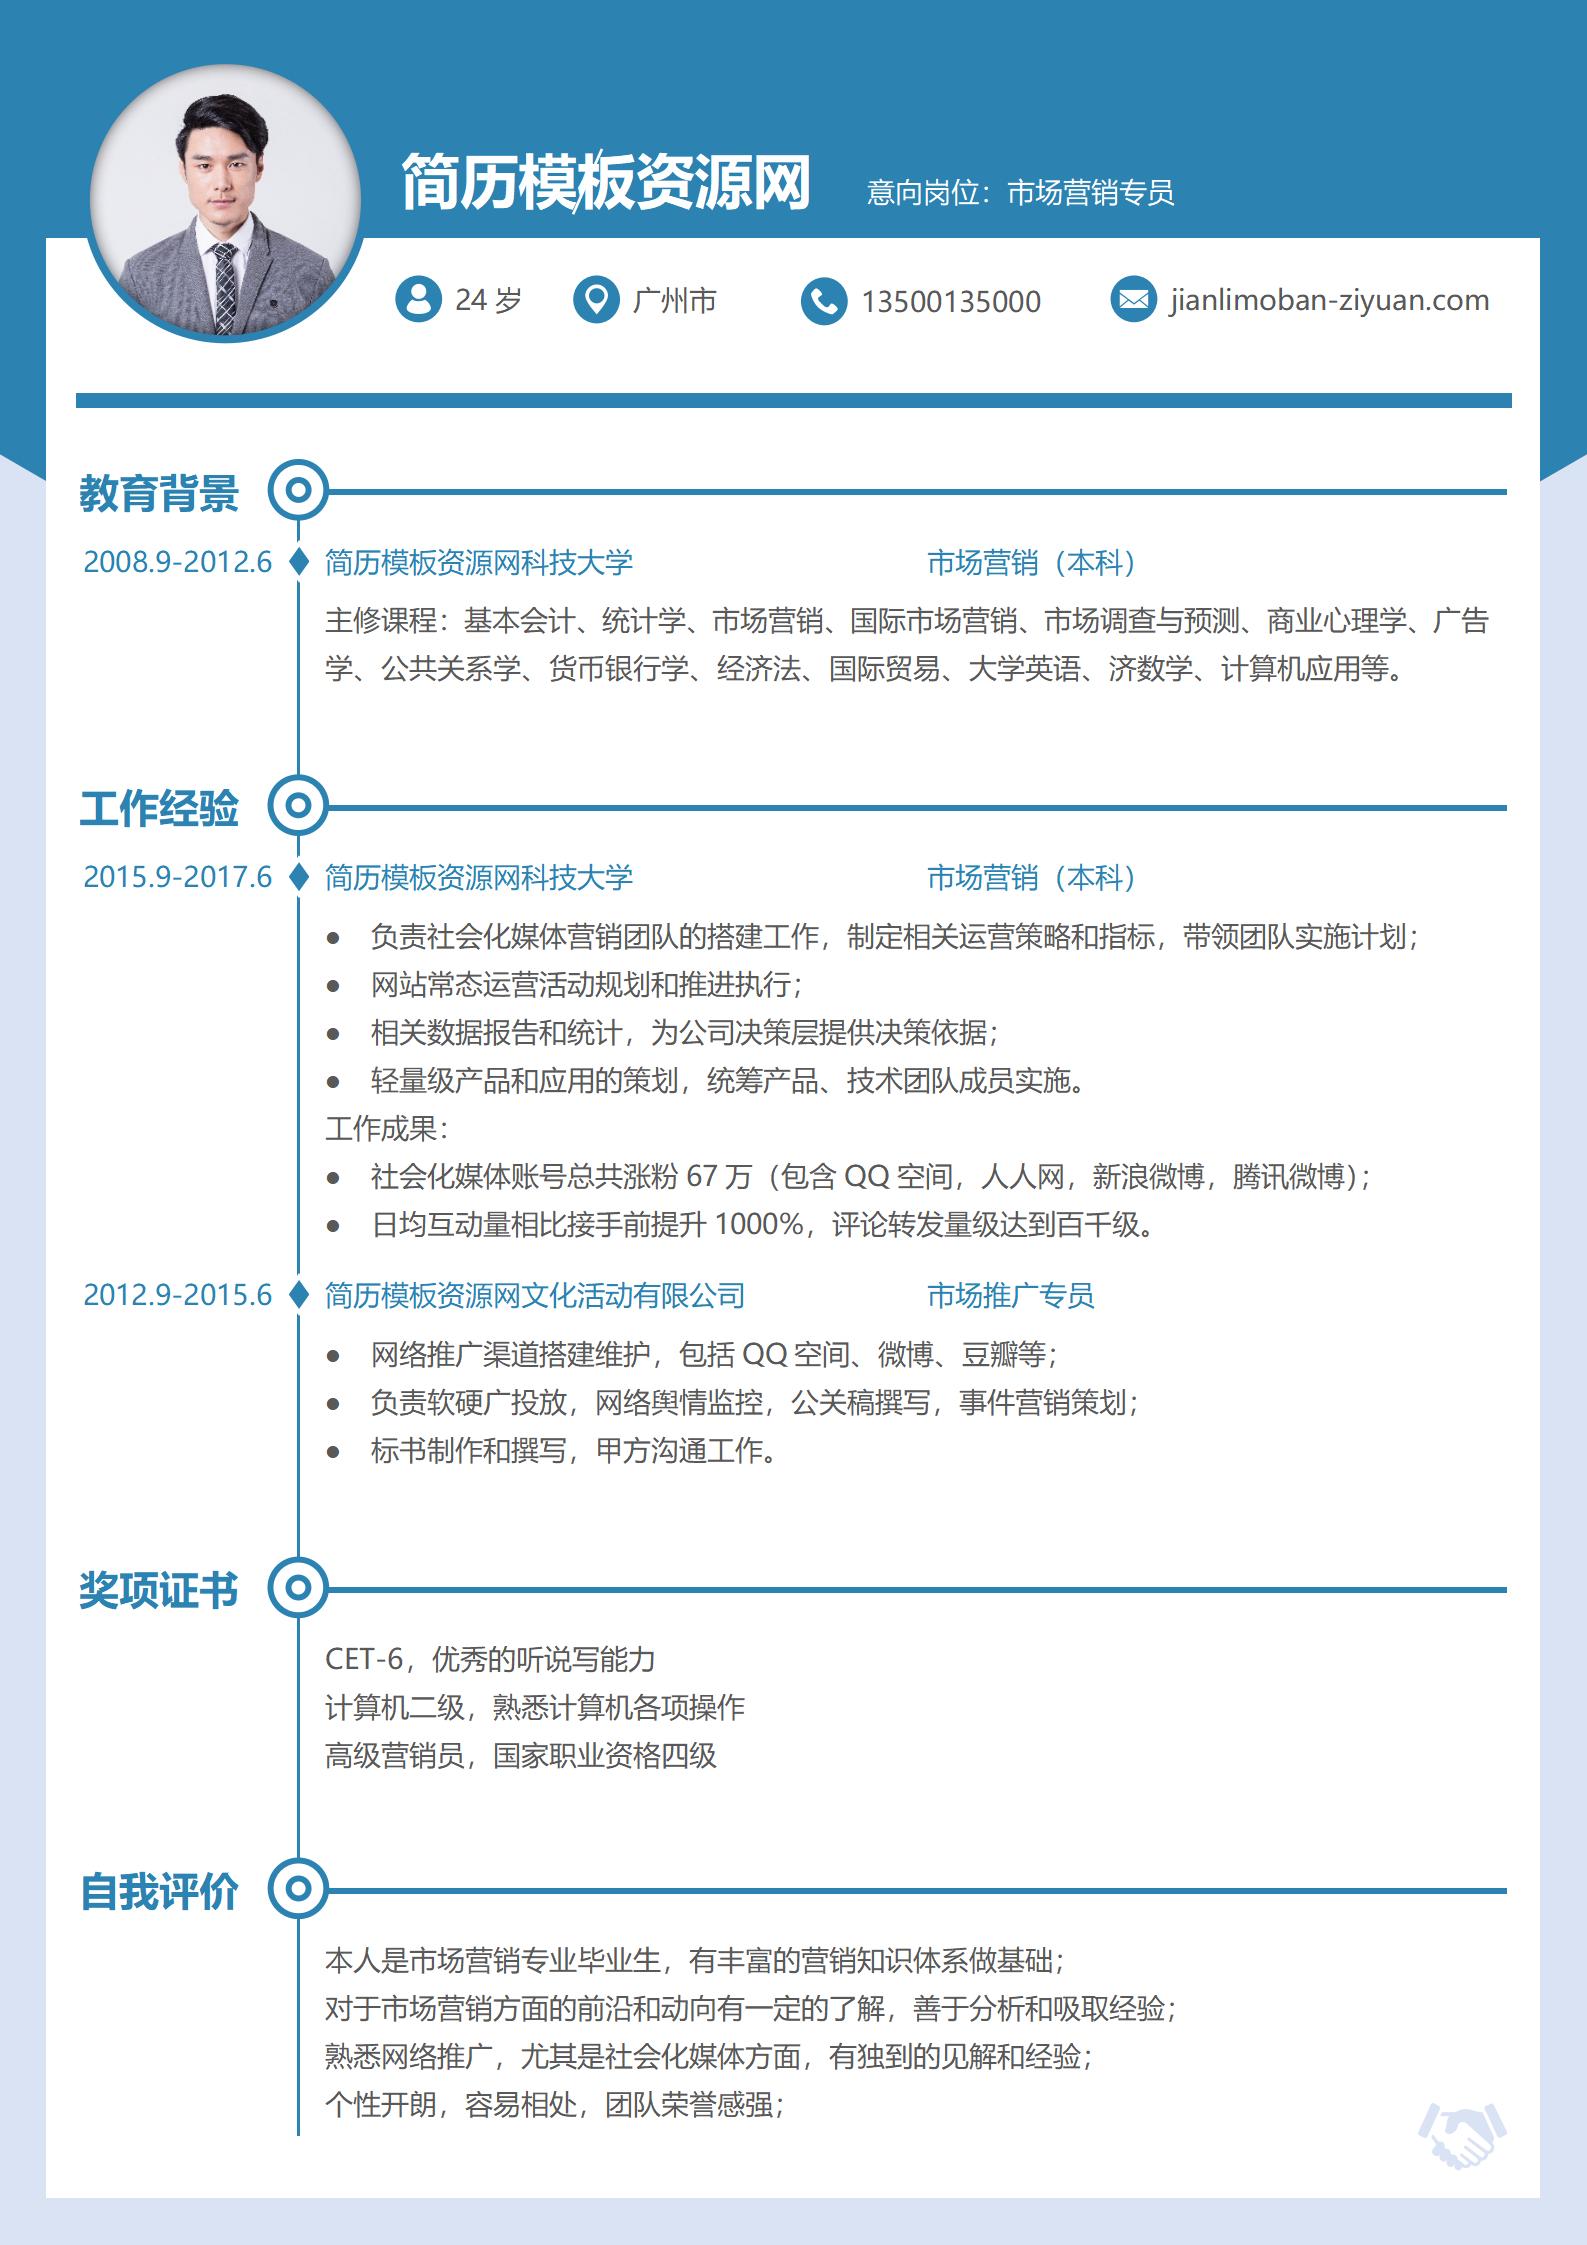 简历模板资源网
意向岗位：市场营销专员
24 岁
广州市
13500135000
jianlimoban-ziyuan.com
教育背景
2008.9-2012.6 简历模板资源网科技大学 市场营销（本科）
主修课程：基本会计、统计学、市场营销、国际市场营销、市场调查与预测、商业心理学、广告
学、公共关系学、货币银行学、经济法、国际贸易、大学英语、济数学、计算机应用等。
工作经验
2015.9-2017.6 简历模板资源网科技大学 市场营销（本科）
● 负责社会化媒体营销团队的搭建工作，制定相关运营策略和指标，带领团队实施计划；
● 网站常态运营活动规划和推进执行；
● 相关数据报告和统计，为公司决策层提供决策依据；
● 轻量级产品和应用的策划，统筹产品、技术团队成员实施。
工作成果：
● 社会化媒体账号总共涨粉 67 万（包含 QQ 空间，人人网，新浪微博，腾讯微博）；
● 日均互动量相比接手前提升 1000%，评论转发量级达到百千级。
2012.9-2015.6 简历模板资源网文化活动有限公司 市场推广专员
● 网络推广渠道搭建维护，包括 QQ 空间、微博、豆瓣等；
● 负责软硬广投放，网络舆情监控，公关稿撰写，事件营销策划；
● 标书制作和撰写，甲方沟通工作。
奖项证书
CET-6，优秀的听说写能力
计算机二级，熟悉计算机各项操作
高级营销员，国家职业资格四级
自我评价
本人是市场营销专业毕业生，有丰富的营销知识体系做基础；
对于市场营销方面的前沿和动向有一定的了解，善于分析和吸取经验；
熟悉网络推广，尤其是社会化媒体方面，有独到的见解和经验；
个性开朗，容易相处，团队荣誉感强；